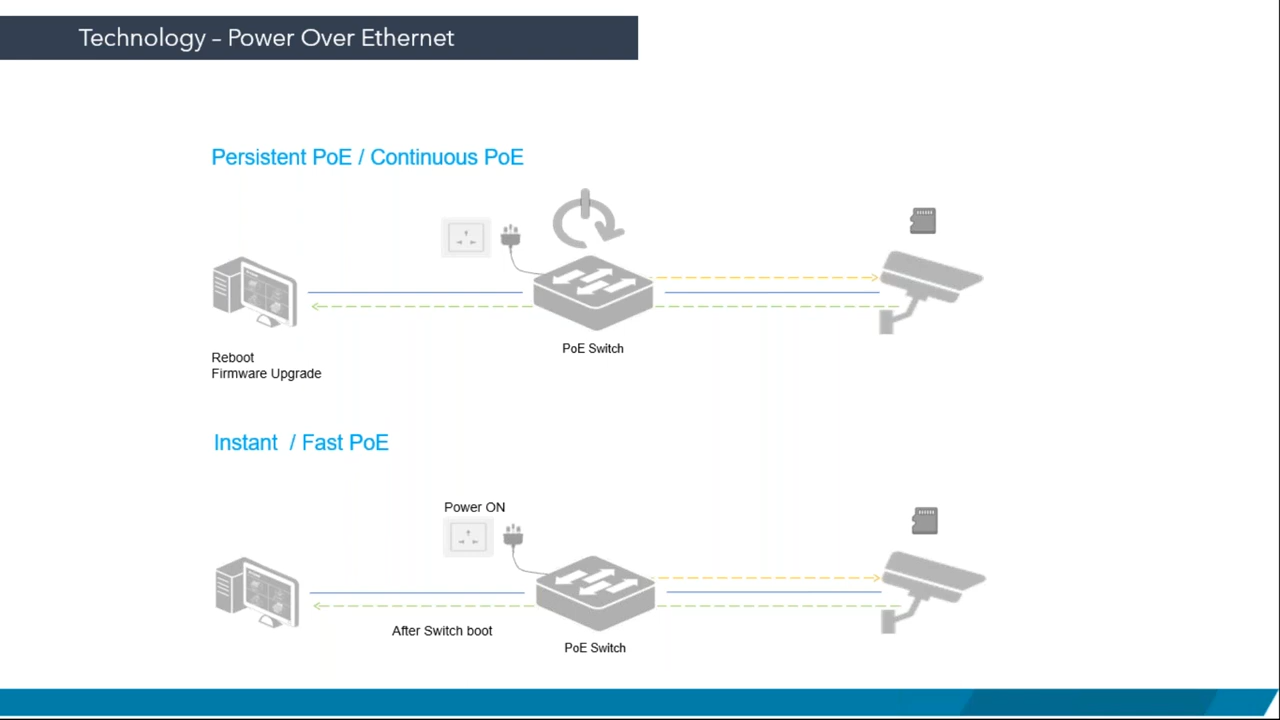 Technology – Power Over Ethernet
Persistent PoE / Continuous PoE
PoE Switch
Reboot
Firmware Upgrade
Instant / Fast PoE
Power ON
After Switch boot
PoE Switch